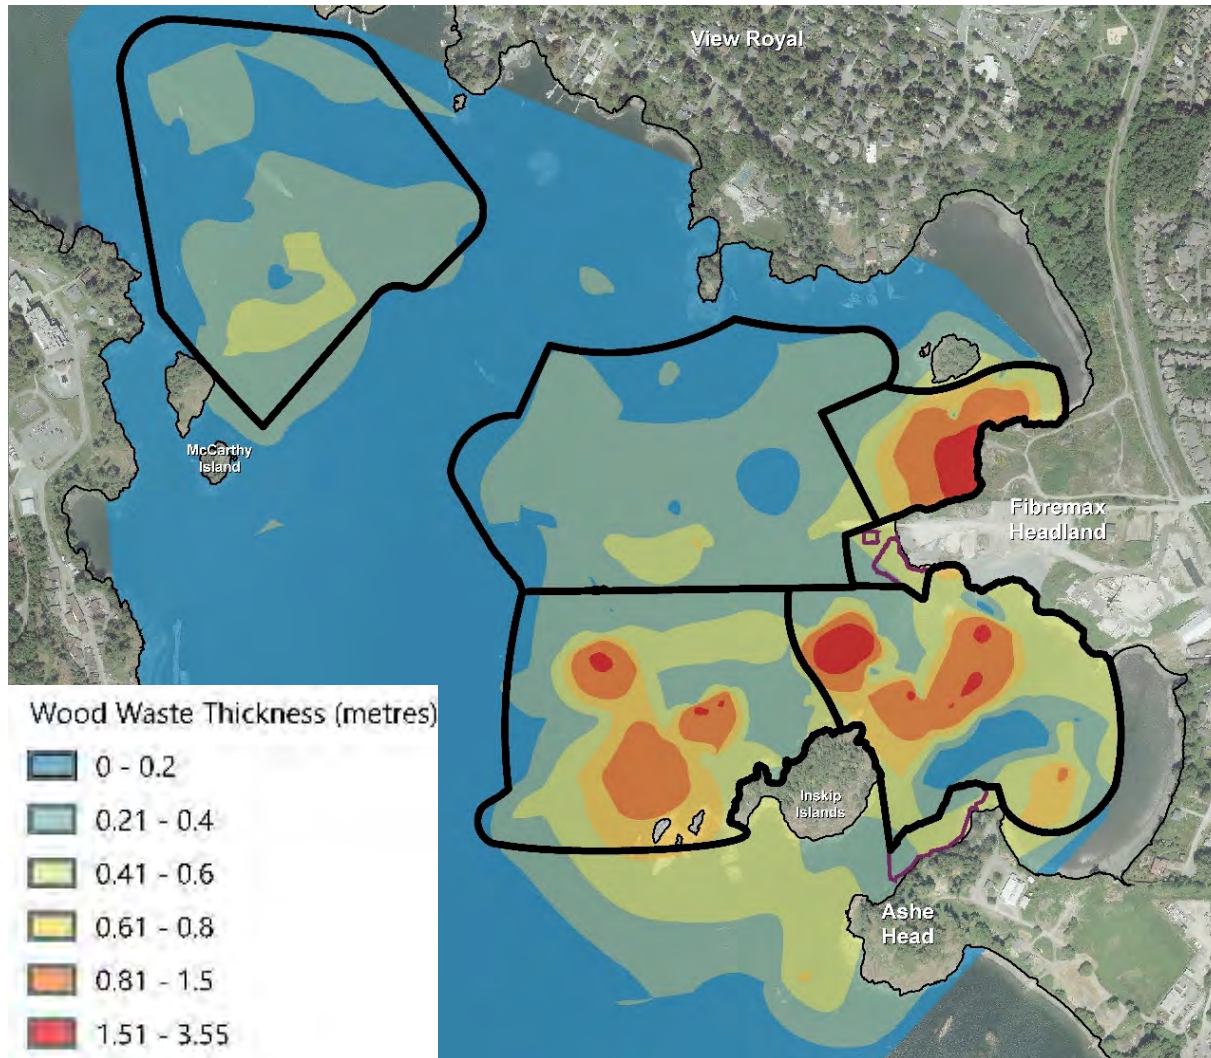 View Royal
McCarthy
Island
Fibremax
Headland
Inskip
Islands
Ashe
Head
Wood Waste Thickness (metres)
0 - 0.2
0.21 - 0.4
0.41 - 0.6
0.61 - 0.8
0.81 - 1.5
1.51 - 3.55